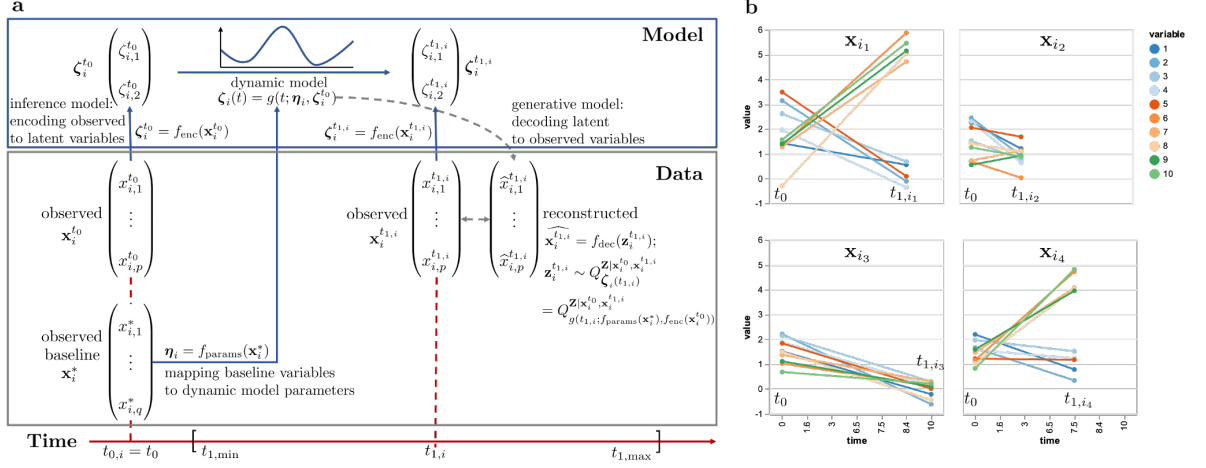 a
Model
ζ_i^{t_0}
ζ_{i,1}^{t_0}
ζ_{i,2}^{t_0}
dynamic model
ζ_i(t) = g(t; η_i, ζ_i^{t_0})
ζ_{i,1}^{t_{1,i}}
ζ_{i,2}^{t_{1,i}}
ζ_i^{t_{1,i}}
inference model:
encoding observed
to latent variables
ζ_i^{t_0} = f_enc(x_i^{t_0})
ζ_i^{t_{1,i}} = f_enc(x_i^{t_{1,i}})
generative model:
decoding latent
to observed variables
Data
observed
x_i^{t_0}
x_{i,1}^{t_0}
⋮
x_{i,p}^{t_0}
observed
x_i^{t_{1,i}}
x_{i,1}^{t_{1,i}}
⋮
x_{i,p}^{t_{1,i}}
x̂_{i,1}^{t_{1,i}}
⋮
x̂_{i,p}^{t_{1,i}}
reconstructed
\widehat{x_i^{t_{1,i}}} = f_dec(z_i^{t_{1,i}});
z_i^{t_{1,i}} ∼ Q_{ζ_i(t_{1,i})}^{Z|x_i^{t_0},x_i^{t_{1,i}}}
= Q_{g(t_{1,i};f_params(x_i^*),f_enc(x_i^{t_0}))}^{Z|x_i^{t_0},x_i^{t_{1,i}}}
observed
baseline
x_i^*
x_{i,1}^*
⋮
x_{i,q}^*
η_i = f_params(x_i^*)
mapping baseline variables
to dynamic model parameters
Time
t_{0,i} = t_0
[
t_{1,min}
t_{1,i}
t_{1,max}
]
b
x_{i_1}
value
6
5
4
3
2
1
0
-1
t_0
t_{1,i_1}
x_{i_2}
t_0
t_{1,i_2}
variable
1
2
3
4
5
6
7
8
9
10
x_{i_3}
value
6
5
4
3
2
1
0
-1
t_0
t_{1,i_3}
0
1.5
3
3
6.5
7.5
8.4
10
time
x_{i_4}
t_0
t_{1,i_4}
0
1.6
3
3
6.5
7.5
8.4
10
time